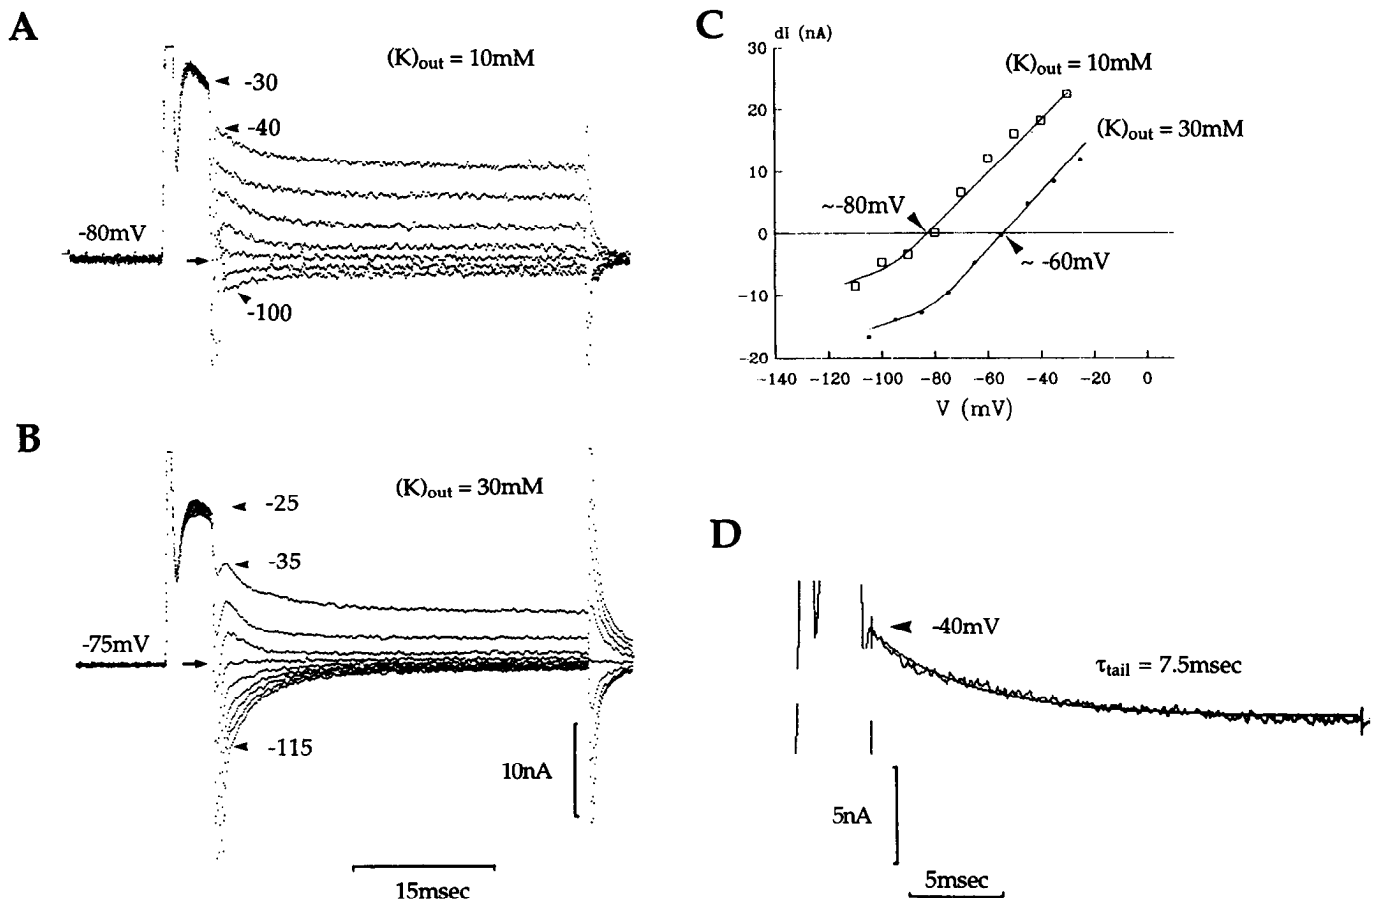 A
(K)out = 10mM
-30
-40
-80mV
-100
B
(K)out = 30mM
-25
-35
-75mV
-115
10nA
15msec
C
dI (nA)
30
20
10
0
-10
-20
-140 -120 -100 -80 -60 -40 -20 0
V (mV)
(K)out = 10mM
(K)out = 30mM
~-80mV
~ -60mV
D
-40mV
τtail = 7.5msec
5nA
5msec